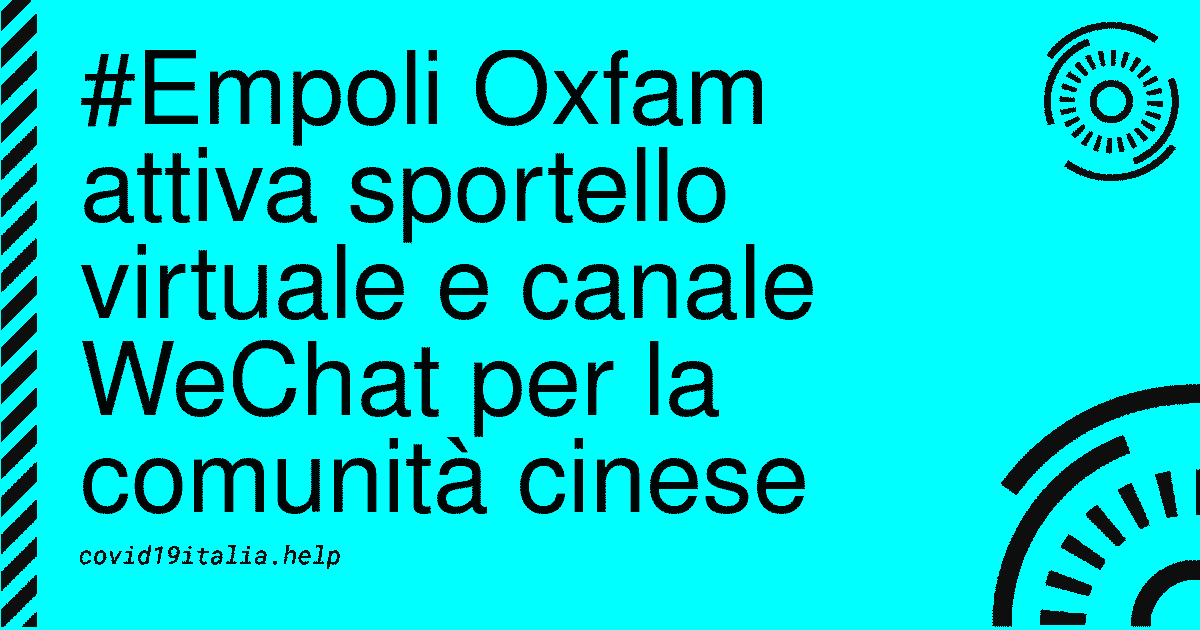 #Empoli Oxfam
attiva sportello
virtuale e canale
WeChat per la
comunità cinese
covid19italia.help